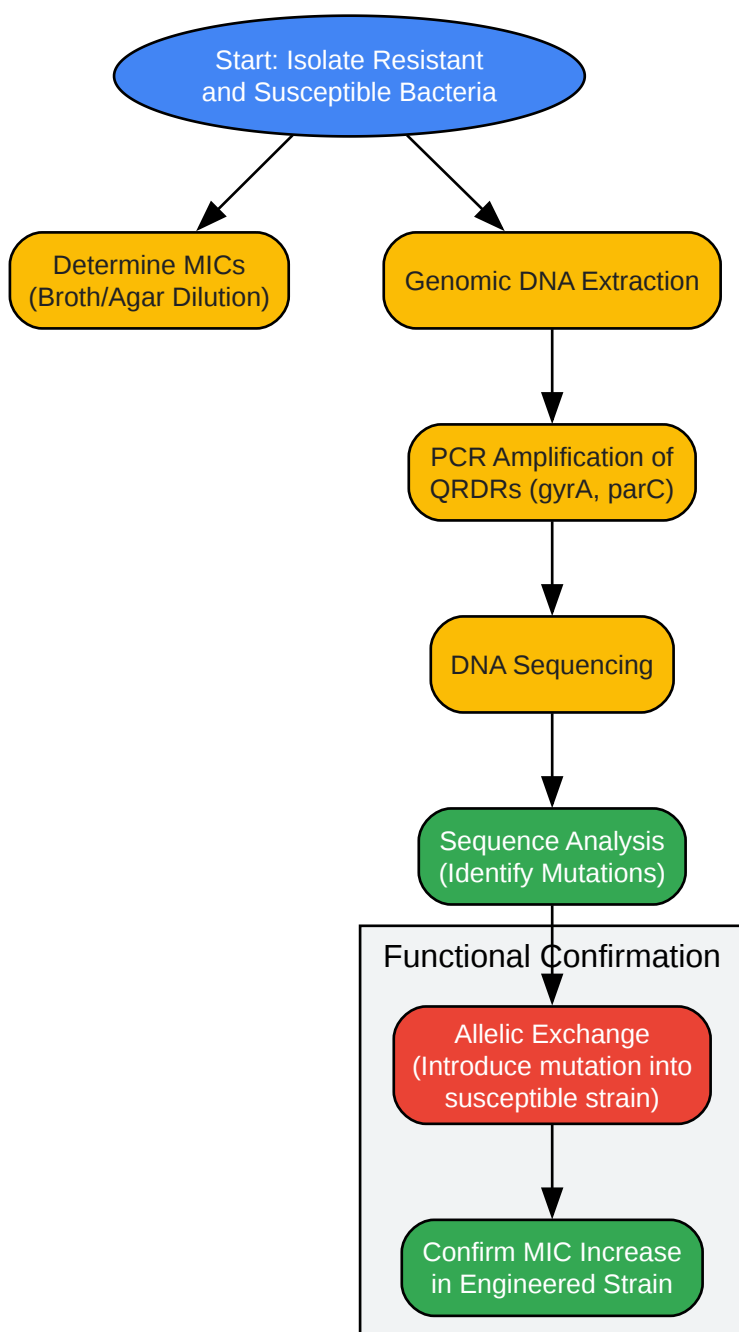 Start: Isolate Resistant
and Susceptible Bacteria
Determine MICs
(Broth/Agar Dilution)
Genomic DNA Extraction
PCR Amplification of
QRDRs (gyrA, parC)
DNA Sequencing
Sequence Analysis
(Identify Mutations)
Functional Confirmation
Allelic Exchange
(Introduce mutation into
susceptible strain)
Confirm MIC Increase
in Engineered Strain